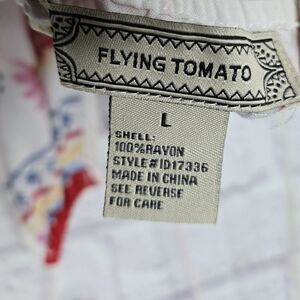 FLYING TOMATO
L
SHELL:
100%RAYON
STYLE#ID17336
MADE IN CHINA
SEE REVERSE
FOR CARE